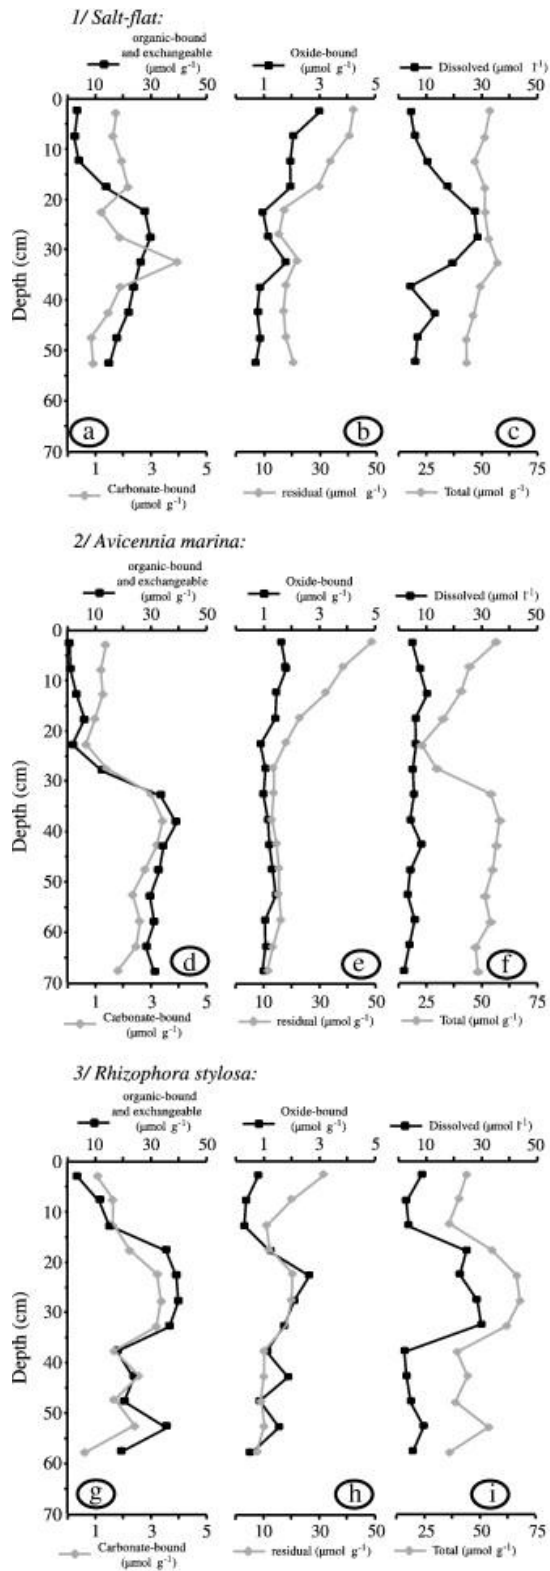 1/ Salt-flat:
organic-bound
and exchangeable
(μmol g⁻¹)
Oxide-bound
(μmol g⁻¹)
Dissolved (μmol l⁻¹)
10 30 50
1 3 5
10 30 50
0
10
20
30
40
50
60
70
Depth (cm)
a
b
c
1 3 5
10 30 50
25 50 75
Carbonate-bound
(μmol g⁻¹)
residual (μmol g⁻¹)
Total (μmol g⁻¹)
2/ Avicennia marina:
organic-bound
and exchangeable
(μmol g⁻¹)
Oxide-bound
(μmol g⁻¹)
Dissolved (μmol l⁻¹)
10 30 50
1 3 5
10 30 50
0
10
20
30
40
50
60
70
Depth (cm)
d
e
f
1 3 5
10 30 50
25 50 75
Carbonate-bound
(μmol g⁻¹)
residual (μmol g⁻¹)
Total (μmol g⁻¹)
3/ Rhizophora stylosa:
organic-bound
and exchangeable
(μmol g⁻¹)
Oxide-bound
(μmol g⁻¹)
Dissolved (μmol l⁻¹)
10 30 50
1 3 5
10 30 50
0
10
20
30
40
50
60
70
Depth (cm)
g
h
i
1 3 5
10 30 50
25 50 75
Carbonate-bound
(μmol g⁻¹)
residual (μmol g⁻¹)
Total (μmol g⁻¹)